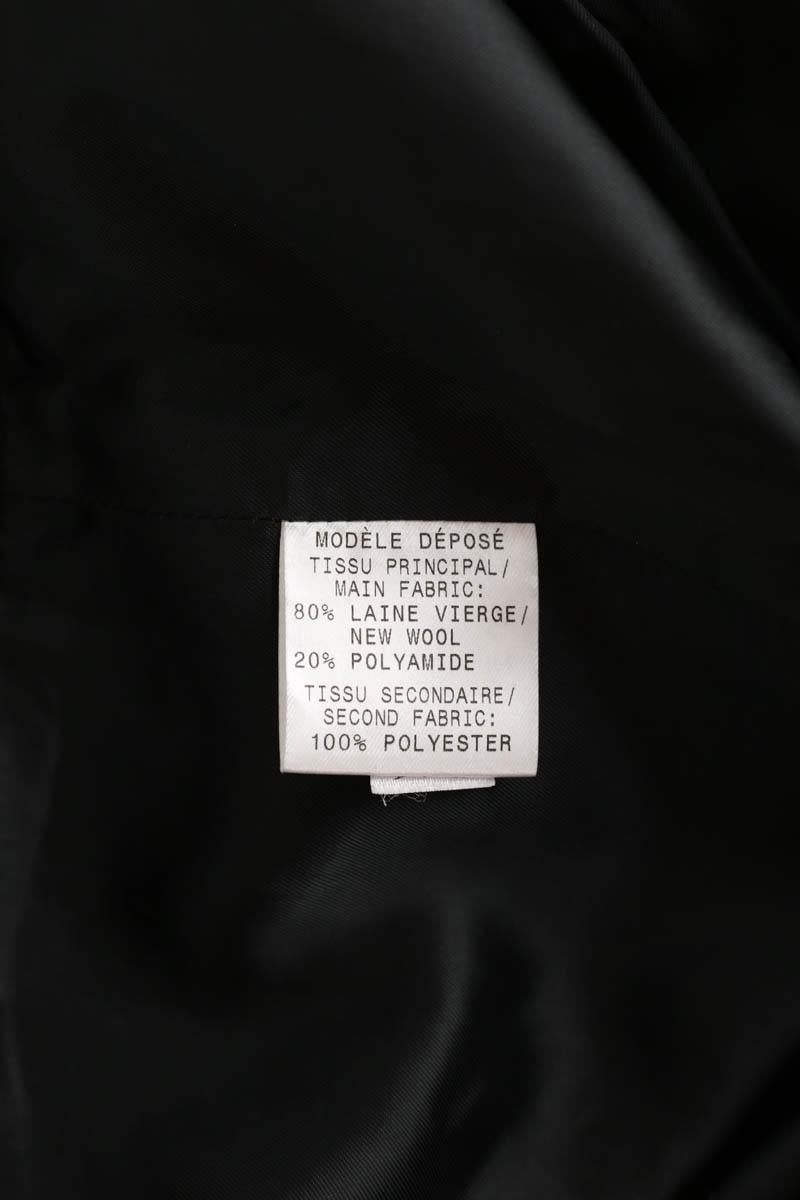 MODÈLE DÉPOSÉ
TISSU PRINCIPAL/
MAIN FABRIC:
80% LAINE VIERGE/
NEW WOOL
20% POLYAMIDE
TISSU SECONDAIRE/
SECOND FABRIC:
100% POLYESTER